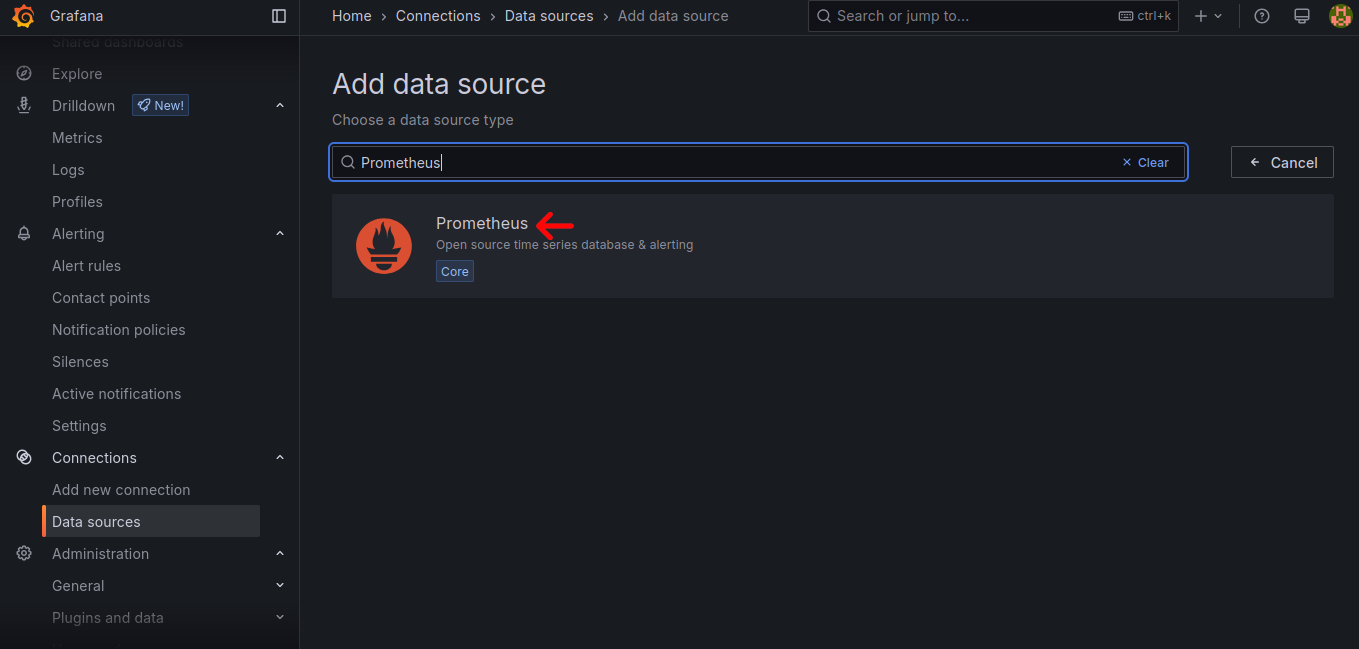 Grafana
Home › Connections › Data sources › Add data source
Search or jump to...
ctrl+k
Shared dashboards
Explore
Drilldown
New!
Metrics
Logs
Profiles
Alerting
Alert rules
Contact points
Notification policies
Silences
Active notifications
Settings
Connections
Add new connection
Data sources
Administration
General
Plugins and data
Add data source
Choose a data source type
Prometheus
Clear
Cancel
Prometheus
Open source time series database & alerting
Core